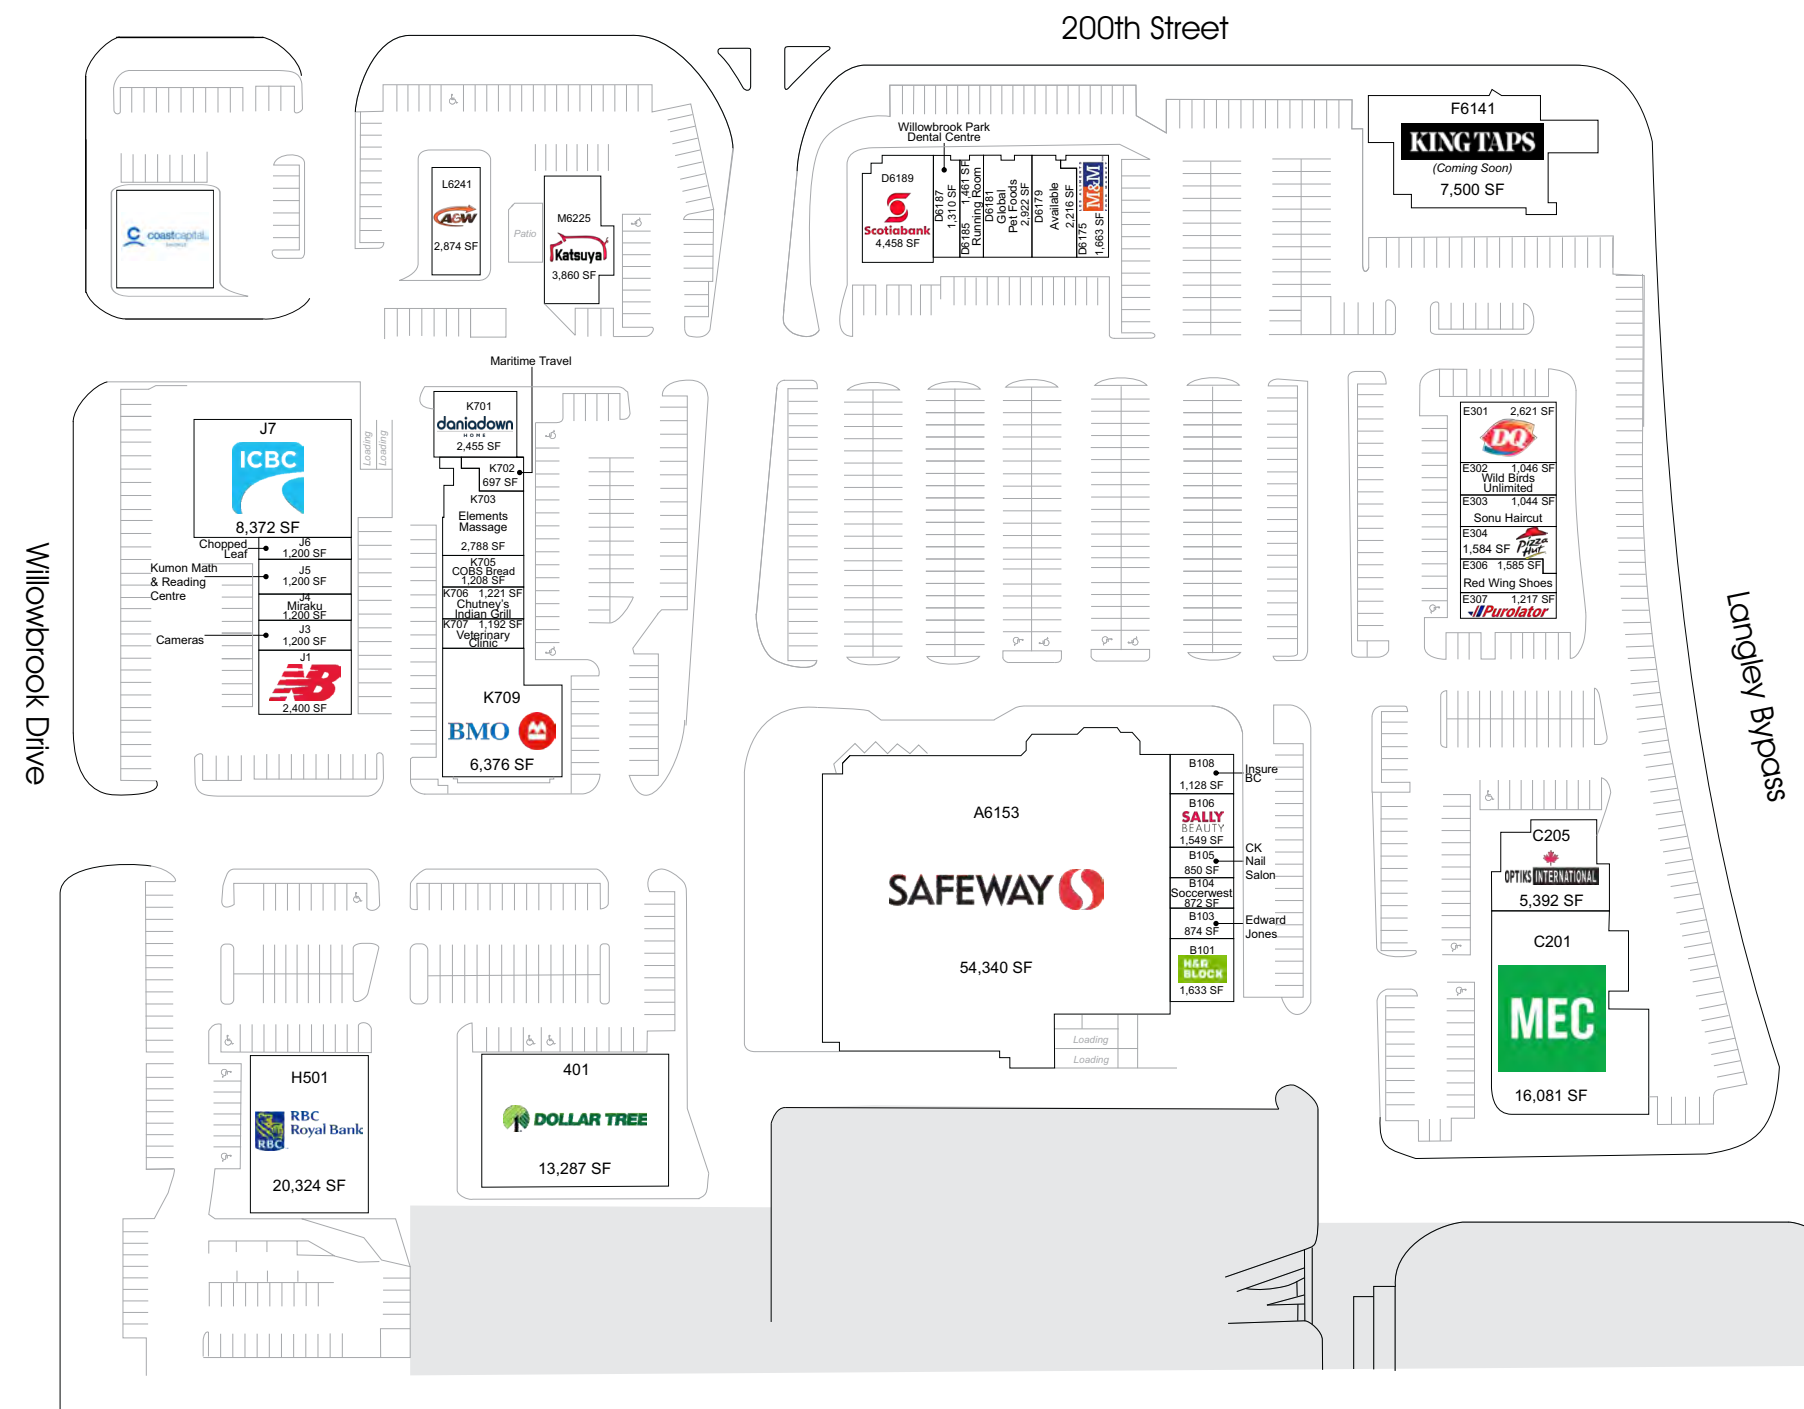 200th Street
coastcapital
SAVINGS
L6241
A&W
2,874 SF
Patio
M6225
Katsuya
3,860 SF
Willowbrook Park
Dental Centre
D6189
Scotiabank
4,458 SF
D6187
1,310 SF
D6185 1,461 SF
Running Room
D6181
Global
Pet Foods
2,922 SF
D6179
Available
2,216 SF
D6175
M&M
1,663 SF
F6141
KING TAPS
(Coming Soon)
7,500 SF
Maritime Travel
J7
ICBC
8,372 SF
Loading
Loading
Chopped
Leaf
J6
1,200 SF
Kumon Math
& Reading
Centre
J5
1,200 SF
J4
Miraku
1,200 SF
Cameras
J3
1,200 SF
J1
NB
2,400 SF
K701
daniadown
HOME
2,455 SF
K702
697 SF
K703
Elements
Massage
2,788 SF
K705
COBS Bread
1,208 SF
K706 1,221 SF
Chutney's
Indian Grill
K707 1,192 SF
Veterinary
Clinic
K709
BMO
6,376 SF
E301 2,621 SF
DQ
E302 1,046 SF
Wild Birds
Unlimited
E303 1,044 SF
Sonu Haircut
E304
1,584 SF
Pizza
Hut
E306 1,585 SF
Red Wing Shoes
E307 1,217 SF
Purolator
Willowbrook Drive
Langley Bypass
A6153
SAFEWAY
54,340 SF
B108
1,128 SF
Insure
BC
B106
SALLY
BEAUTY
1,549 SF
B105
850 SF
CK
Nail
Salon
B104
Soccerwest
872 SF
B103
874 SF
Edward
Jones
B101
H&R
BLOCK
1,633 SF
Loading
Loading
C205
OPTIKS INTERNATIONAL
5,392 SF
C201
MEC
16,081 SF
H501
RBC
RBC
Royal Bank
20,324 SF
401
DOLLAR TREE
13,287 SF